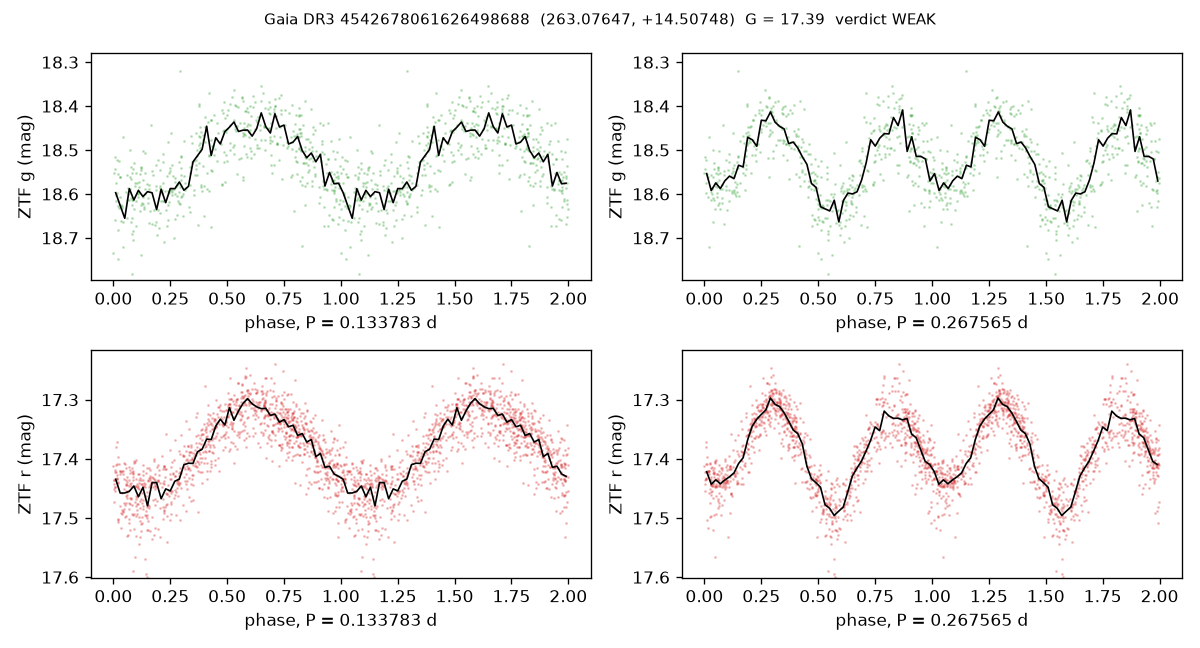 Gaia DR3 4542678061626498688 (263.07647, +14.50748) G = 17.39 verdict WEAK
ZTF g (mag)
18.3
18.4
18.5
18.6
18.7
0.00 0.25 0.50 0.75 1.00 1.25 1.50 1.75 2.00
phase, P = 0.133783 d
ZTF g (mag)
18.3
18.4
18.5
18.6
18.7
0.00 0.25 0.50 0.75 1.00 1.25 1.50 1.75 2.00
phase, P = 0.267565 d
ZTF r (mag)
17.3
17.4
17.5
17.6
0.00 0.25 0.50 0.75 1.00 1.25 1.50 1.75 2.00
phase, P = 0.133783 d
ZTF r (mag)
17.3
17.4
17.5
17.6
0.00 0.25 0.50 0.75 1.00 1.25 1.50 1.75 2.00
phase, P = 0.267565 d